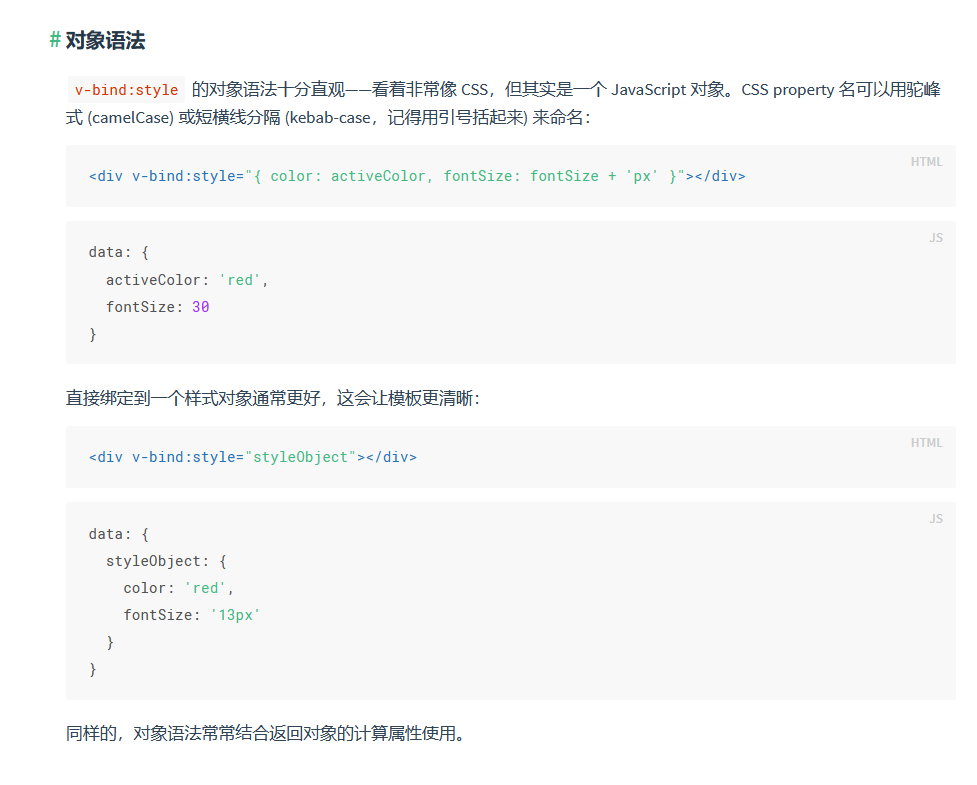 # 对象语法
v-bind:style 的对象语法十分直观——看着非常像 CSS，但其实是一个 JavaScript 对象。CSS property 名可以用驼峰
式 (camelCase) 或短横线分隔 (kebab-case，记得用引号括起来) 来命名：
HTML
<div v-bind:style="{ color: activeColor, fontSize: fontSize + 'px' }"></div>
JS
data: {
  activeColor: 'red',
  fontSize: 30
}
直接绑定到一个样式对象通常更好，这会让模板更清晰：
HTML
<div v-bind:style="styleObject"></div>
JS
data: {
  styleObject: {
    color: 'red',
    fontSize: '13px'
  }
}
同样的，对象语法常常结合返回对象的计算属性使用。